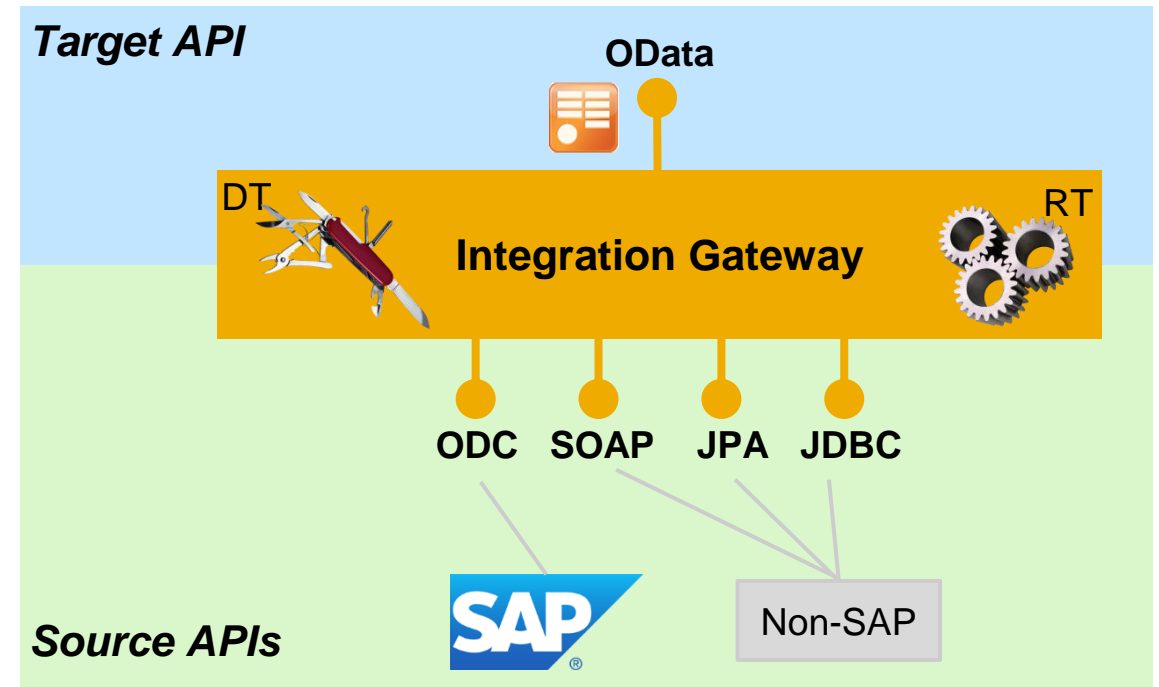 Target API
OData
DT
RT
Integration Gateway
ODC SOAP JPA JDBC
SAP
®
Non-SAP
Source APIs